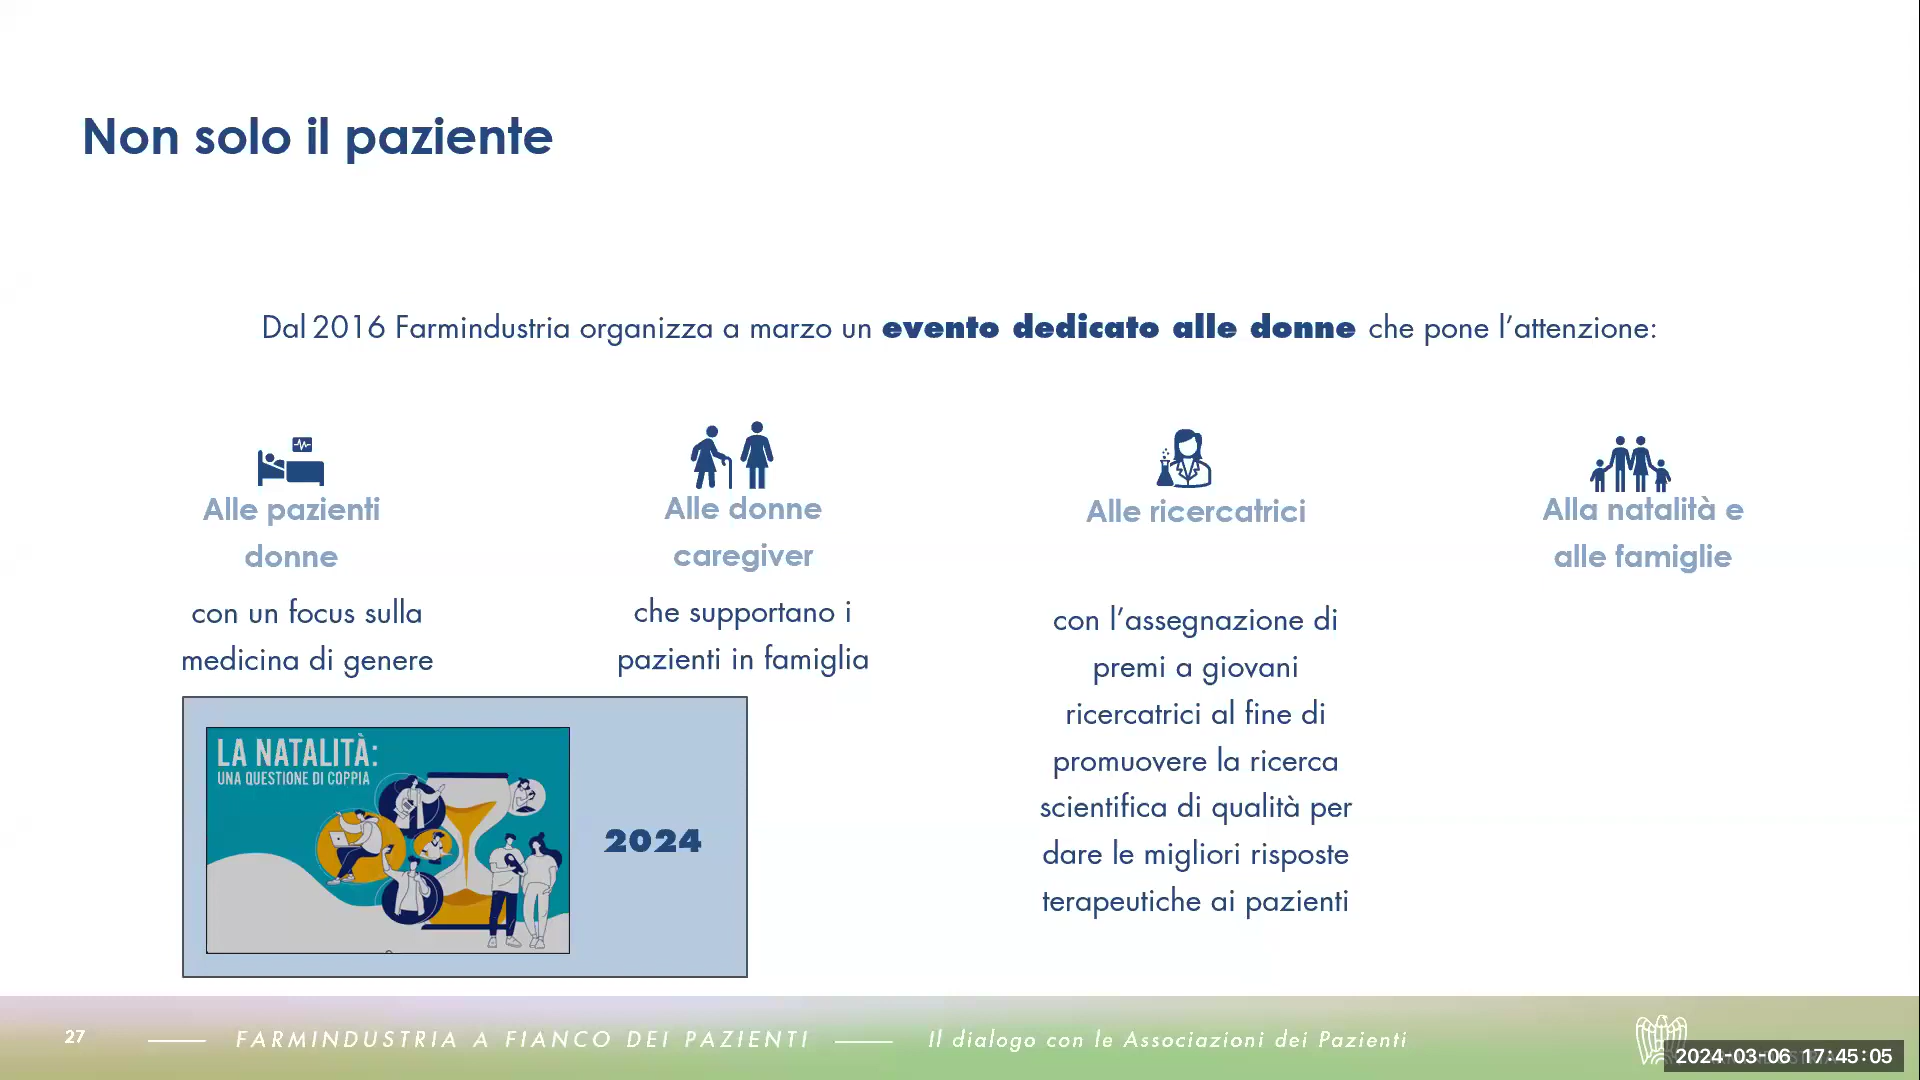 Non solo il paziente
Dal 2016 Farmindustria organizza a marzo un evento dedicato alle donne che pone l'attenzione:
Alle pazienti
donne
con un focus sulla
medicina di genere
Alle donne
caregiver
che supportano i
pazienti in famiglia
Alle ricercatrici
con l'assegnazione di
premi a giovani
ricercatrici al fine di
promuovere la ricerca
scientifica di qualità per
dare le migliori risposte
terapeutiche ai pazienti
Alla natalità e
alle famiglie
LA NATALITÀ:
UNA QUESTIONE DI COPPIA
2024
27
FARMINDUSTRIA A FIANCO DEI PAZIENTI
Il dialogo con le Associazioni dei Pazienti
2024-03-06 17:45:05